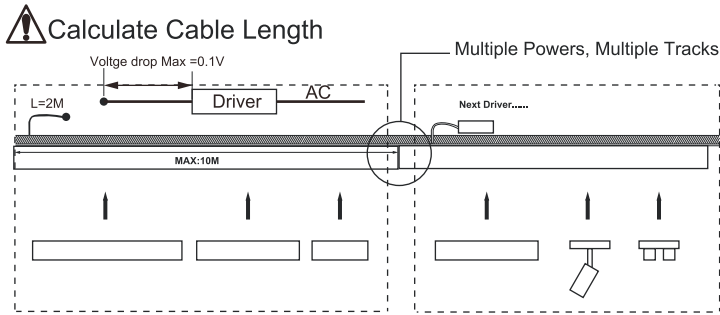 Calculate Cable Length
Multiple Powers, Multiple Tracks
Voltge drop Max =0.1V
L=2M
Driver
AC
Next Driver......
MAX:10M